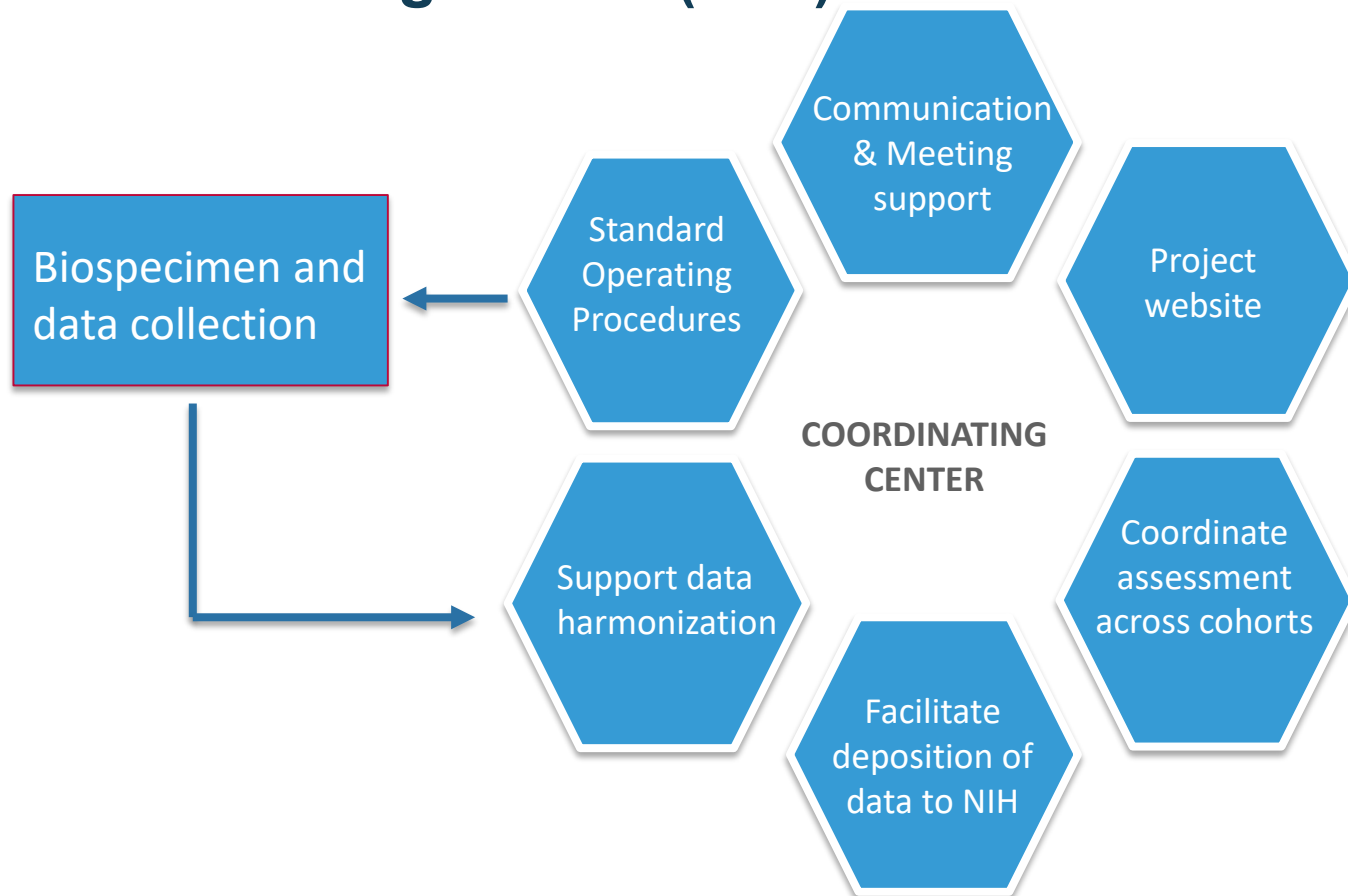 Biospecimen and
data collection
Standard
Operating
Procedures
Communication
& Meeting
support
Project
website
COORDINATING
CENTER
Support data
harmonization
Coordinate
assessment
across cohorts
Facilitate
deposition of
data to NIH